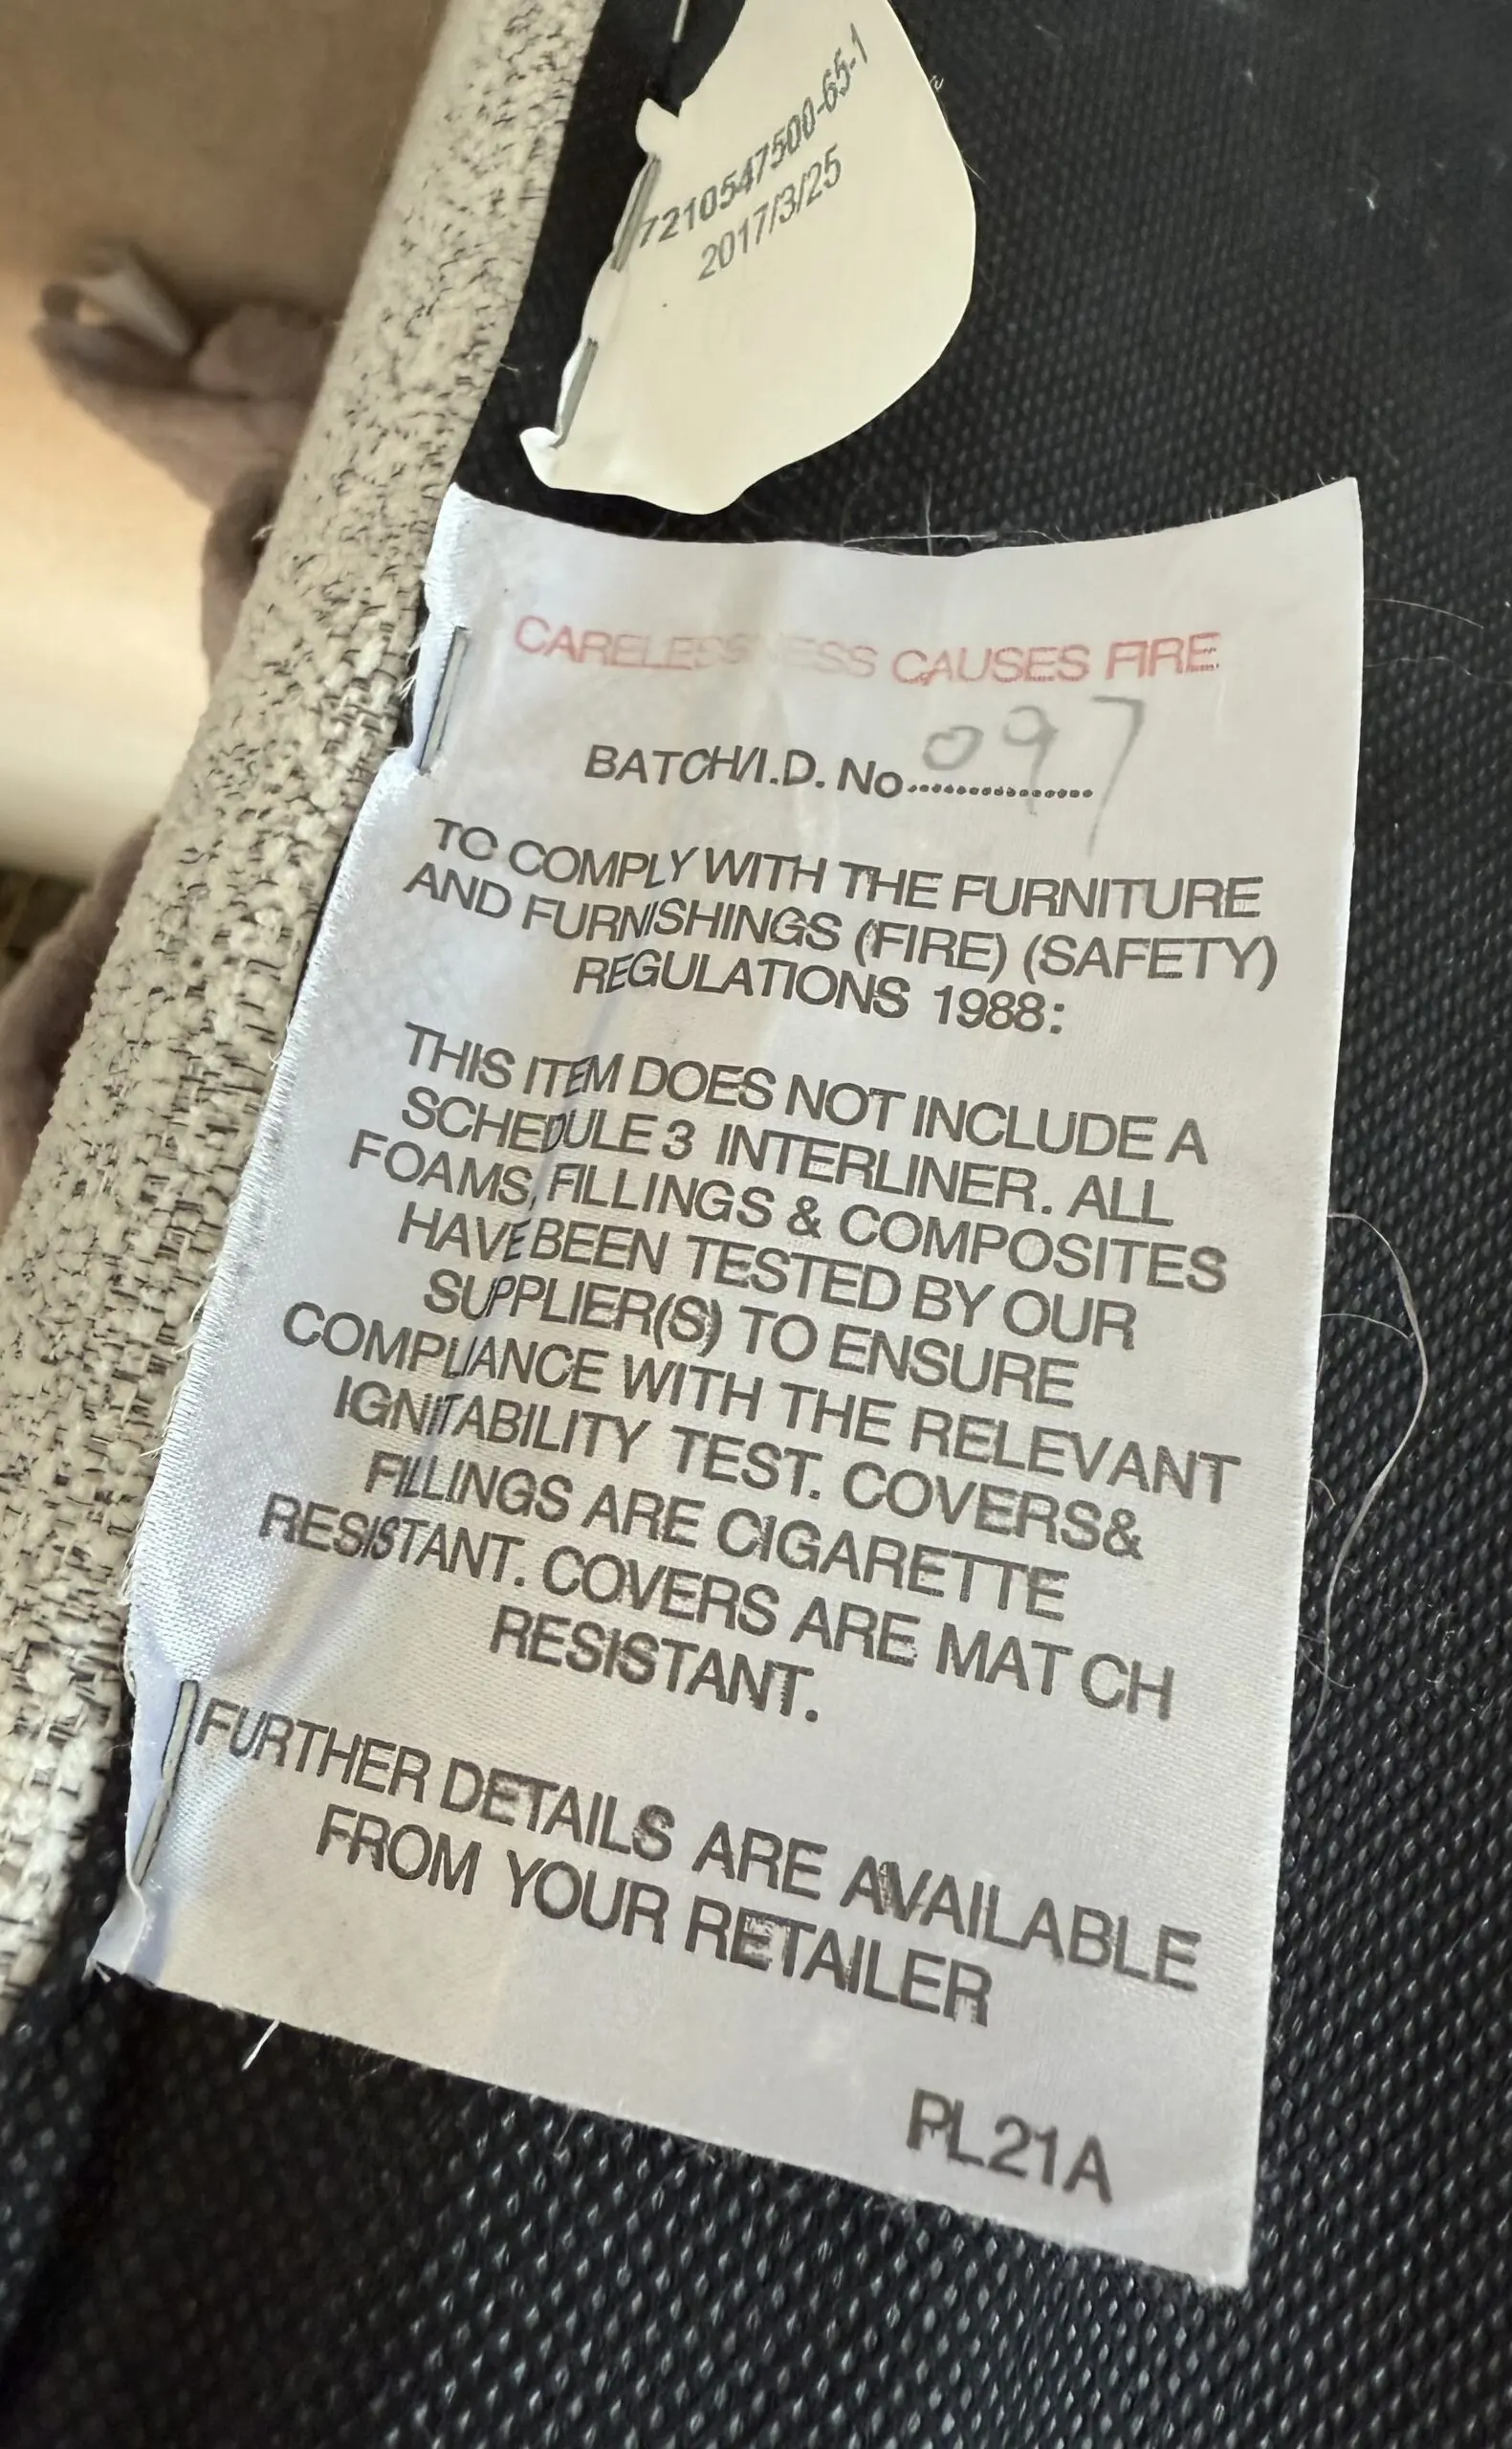 7210547500-65-1
2017/3/25
CARELESSNESS CAUSES FIRE
BATCH/I.D. No................. 097
TO COMPLY WITH THE FURNITURE
AND FURNISHINGS (FIRE) (SAFETY)
REGULATIONS 1988:
THIS ITEM DOES NOT INCLUDE A
SCHEDULE 3 INTERLINER. ALL
FOAMS, FILLINGS & COMPOSITES
HAVE BEEN TESTED BY OUR
SUPPLIER(S) TO ENSURE
COMPLIANCE WITH THE RELEVANT
IGNITABILITY TEST. COVERS&
FILLINGS ARE CIGARETTE
RESISTANT. COVERS ARE MAT CH
RESISTANT.
FURTHER DETAILS ARE AVAILABLE
FROM YOUR RETAILER
PL21A